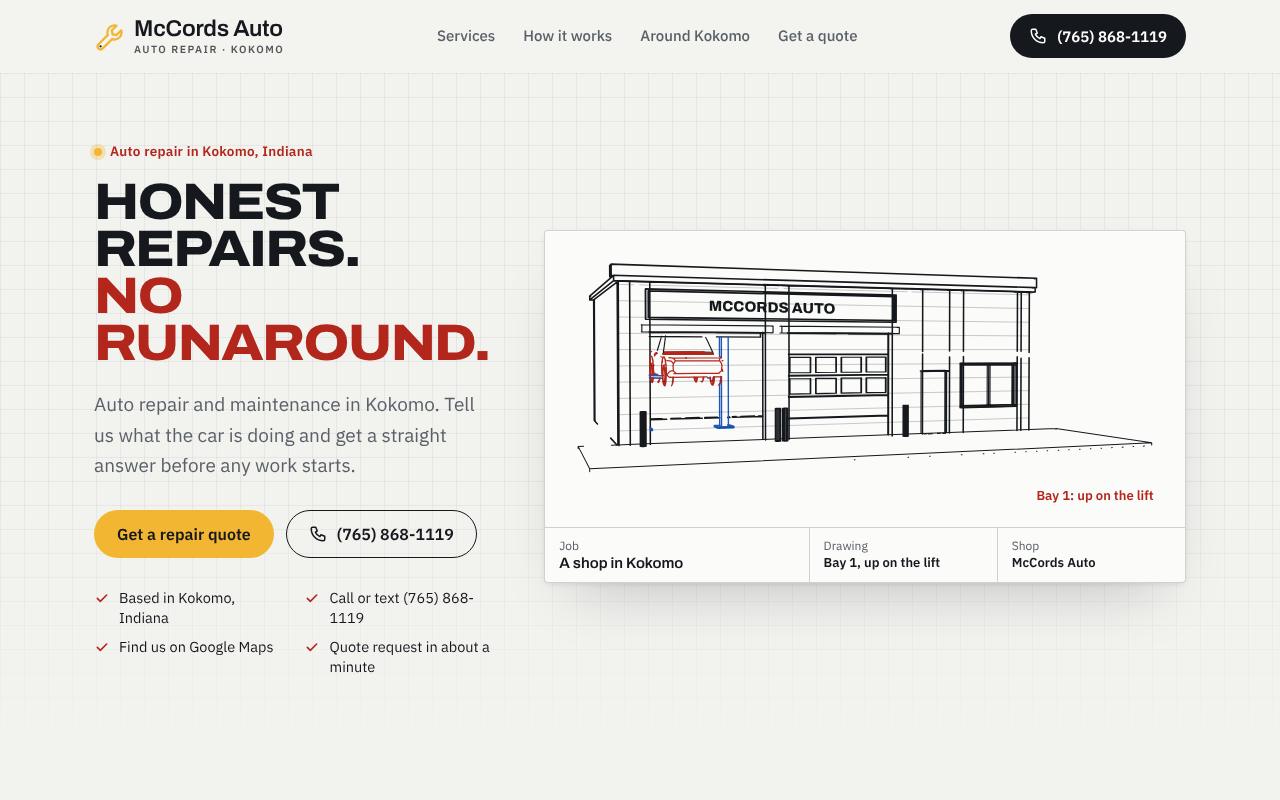 McCords Auto
AUTO REPAIR · KOKOMO
Services
How it works
Around Kokomo
Get a quote
(765) 868-1119
Auto repair in Kokomo, Indiana
HONEST
REPAIRS.
NO
RUNAROUND.
Auto repair and maintenance in Kokomo. Tell
us what the car is doing and get a straight
answer before any work starts.
Get a repair quote
(765) 868-1119
Based in Kokomo,
Indiana
Call or text (765) 868-
1119
Find us on Google Maps
Quote request in about a
minute
MCCORDS AUTO
Bay 1: up on the lift
Job
A shop in Kokomo
Drawing
Bay 1, up on the lift
Shop
McCords Auto